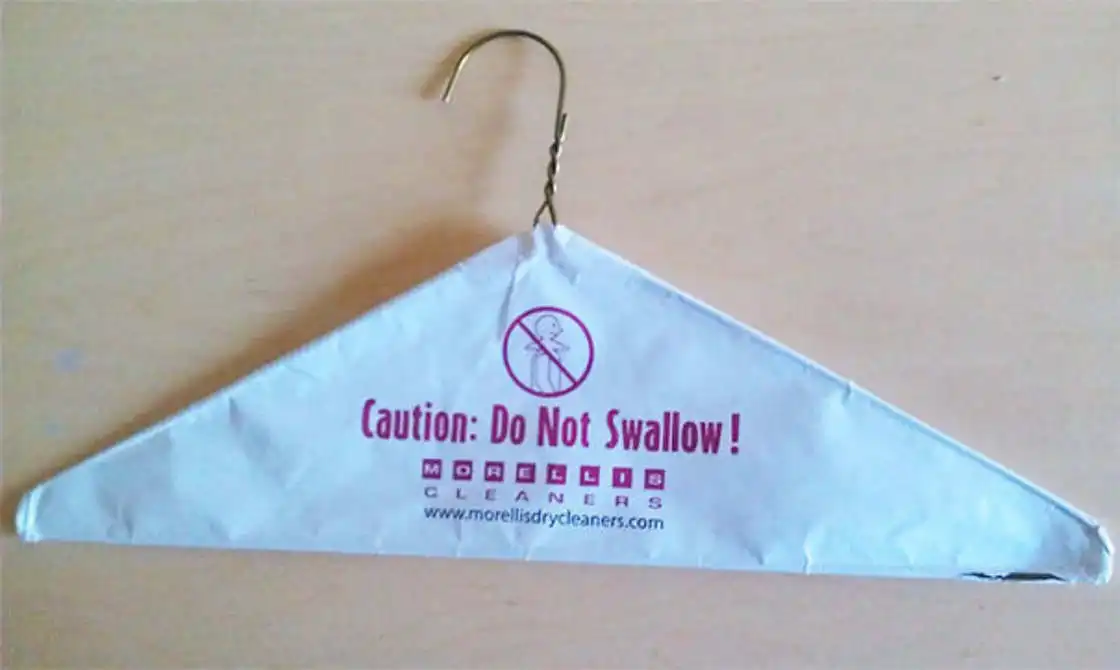 Caution: Do Not Swallow!
MORELLIS
CLEANERS
www.morellisdrycleaners.com